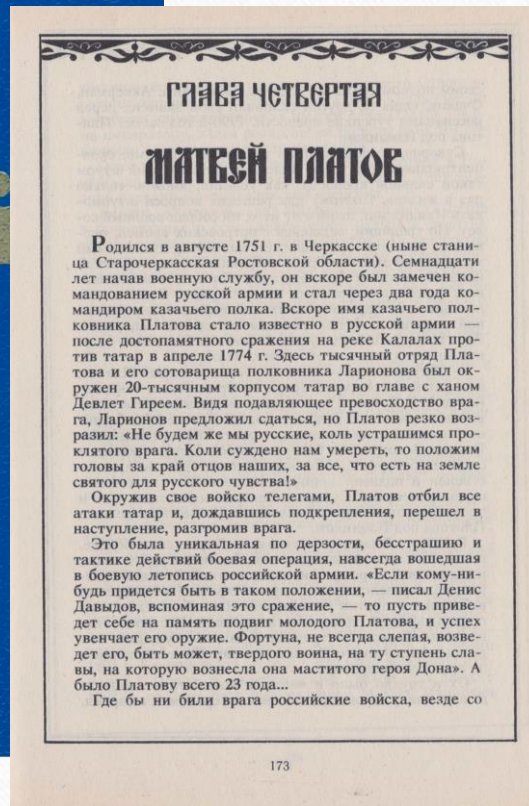 ГЛАВА ЧЕТВЕРТАЯ
МАТВЕЙ ПЛАТОВ
Родился в августе 1751 г. в Черкасске (ныне стани-
ца Старочеркасская Ростовской области). Семнадцати
лет начав военную службу, он вскоре был замечен ко-
мандованием русской армии и стал через два года ко-
мандиром казачьего полка. Вскоре имя казачьего пол-
ковника Платова стало известно в русской армии —
после достопамятного сражения на реке Калалах про-
тив татар в апреле 1774 г. Здесь тысячный отряд Пла-
това и его сотоварища полковника Ларионова был ок-
ружен 20-тысячным корпусом татар во главе с ханом
Девлет Гиреем. Видя подавляющее превосходство вра-
га, Ларионов предложил сдаться, но Платов резко воз-
разил: «Не будем же мы русские, коль устрашимся про-
клятого врага. Коли суждено нам умереть, то положим
головы за край отцов наших, за все, что есть на земле
святого для русского чувства!»
Окружив свое войско телегами, Платов отбил все
атаки татар и, дождавшись подкрепления, перешел в
наступление, разгромив врага.
Это была уникальная по дерзости, бесстрашию и
тактике действий боевая операция, навсегда вошедшая
в боевую летопись российской армии. «Если кому-ни-
будь придется быть в таком положении, — писал Денис
Давыдов, вспоминая это сражение, — то пусть приве-
дет себе на память подвиг молодого Платова, и успех
увенчает его оружие. Фортуна, не всегда слепая, возве-
дет его, быть может, твердого воина, на ту ступень сла-
вы, на которую вознесла она маститого героя Дона». А
было Платову всего 23 года...
Где бы ни били врага российские войска, везде со
173